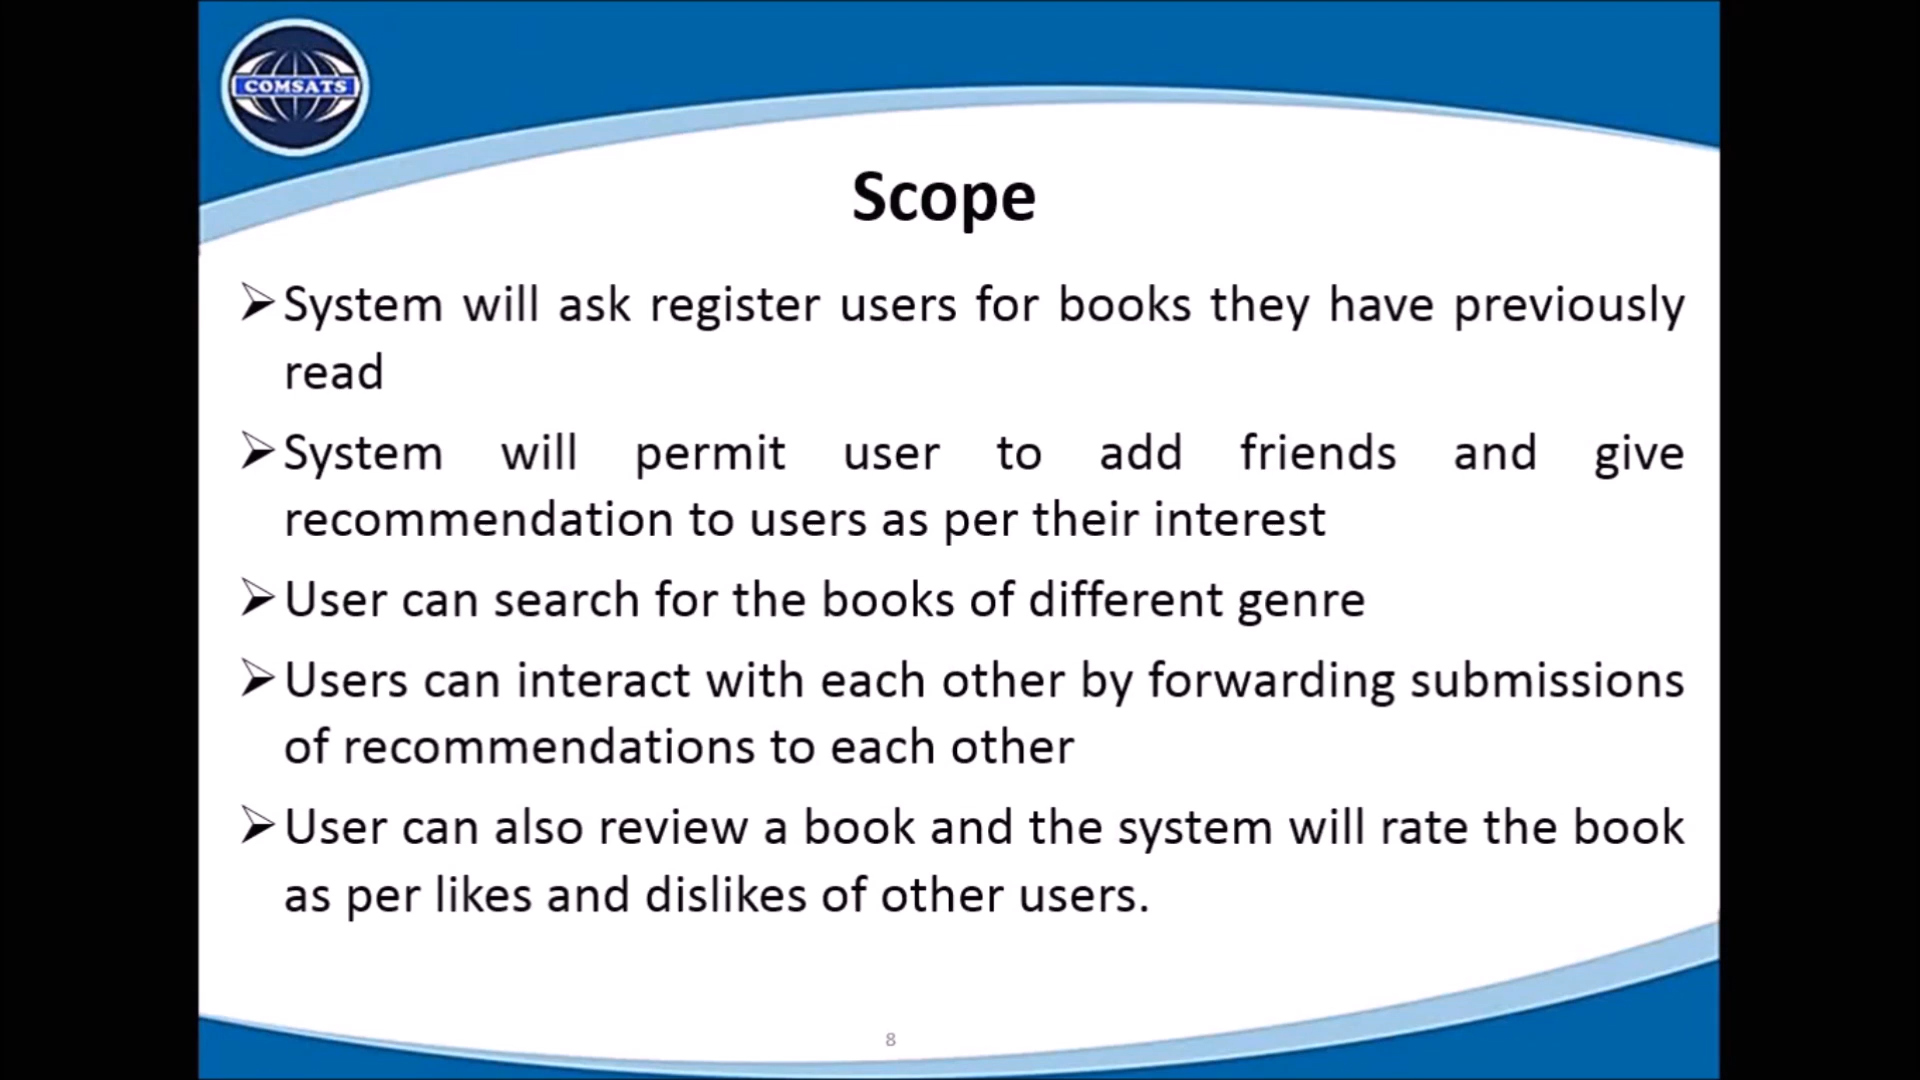 COMSATS
Scope
➢System will ask register users for books they have previously
read
➢System will permit user to add friends and give
recommendation to users as per their interest
➢User can search for the books of different genre
➢Users can interact with each other by forwarding submissions
of recommendations to each other
➢User can also review a book and the system will rate the book
as per likes and dislikes of other users.
8